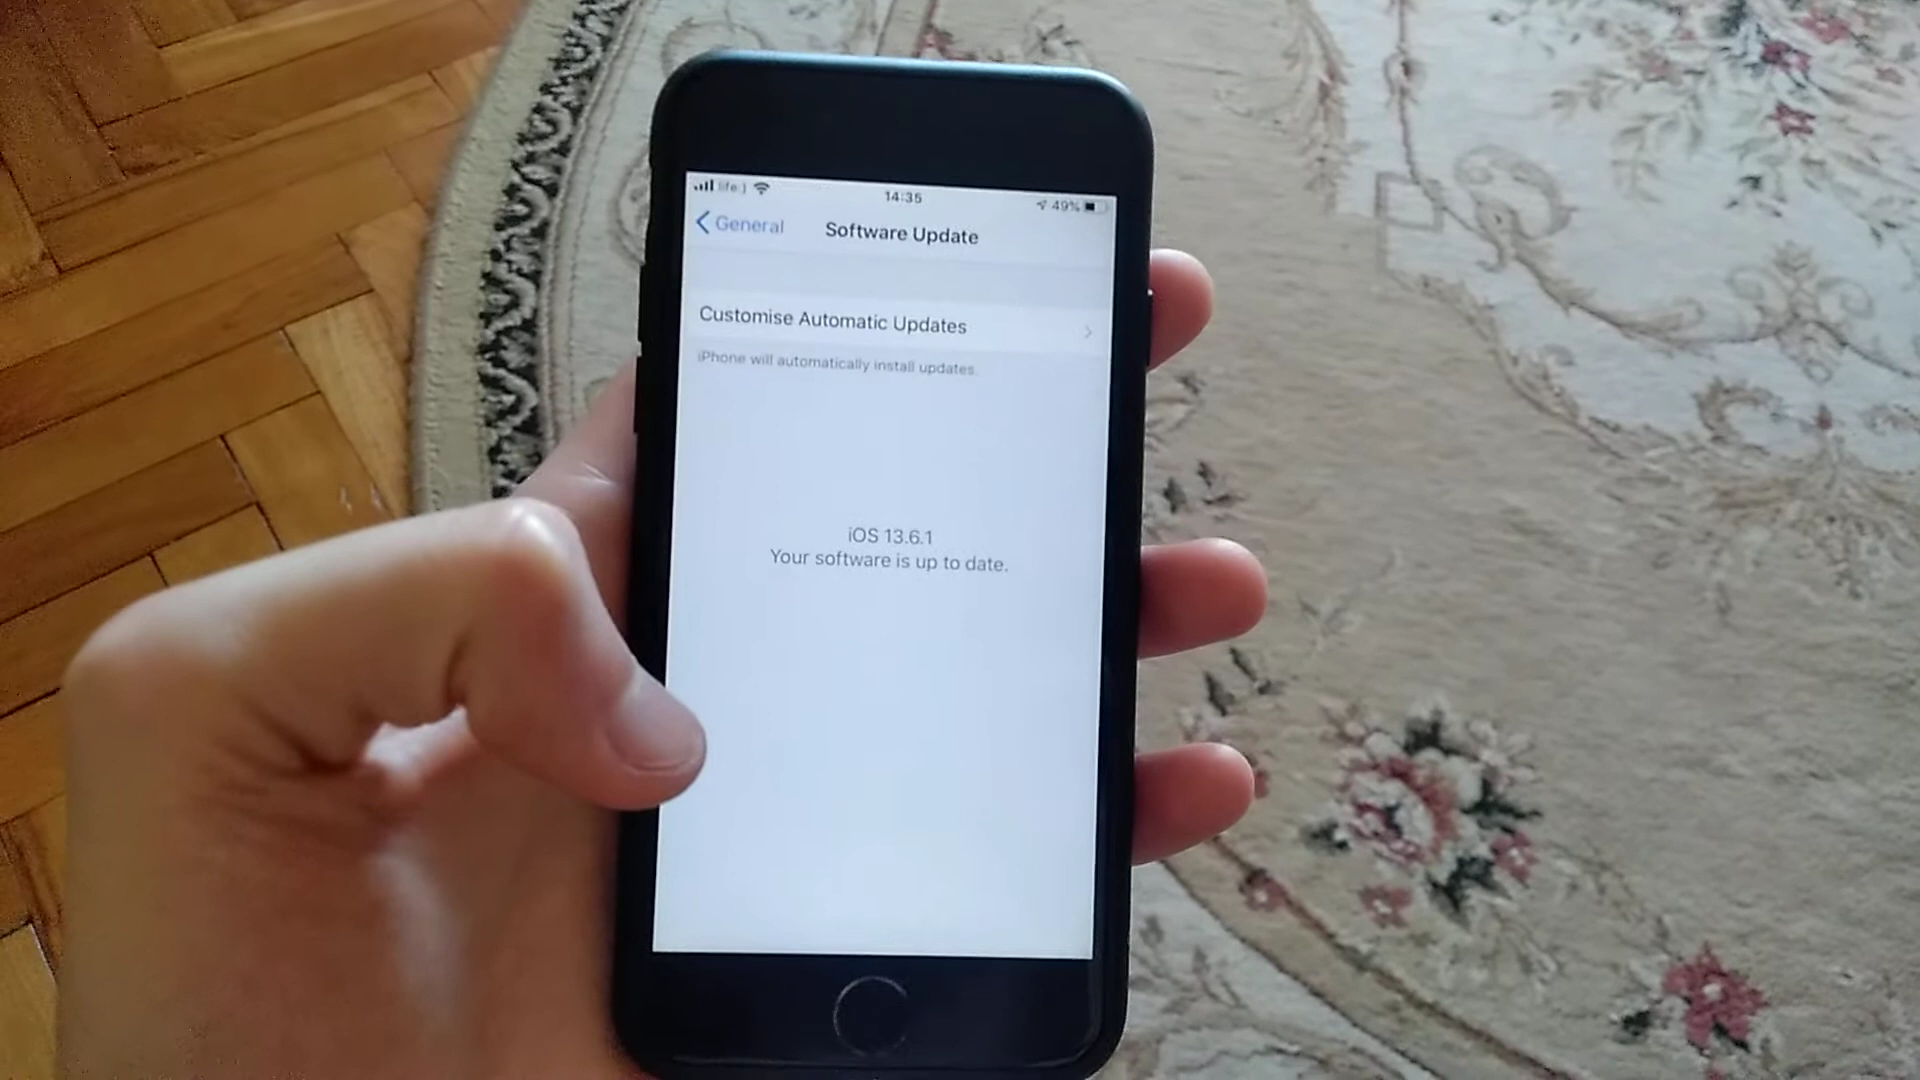 life:) 14:35 49%
General Software Update
Customise Automatic Updates
iPhone will automatically install updates.
iOS 13.6.1
Your software is up to date.